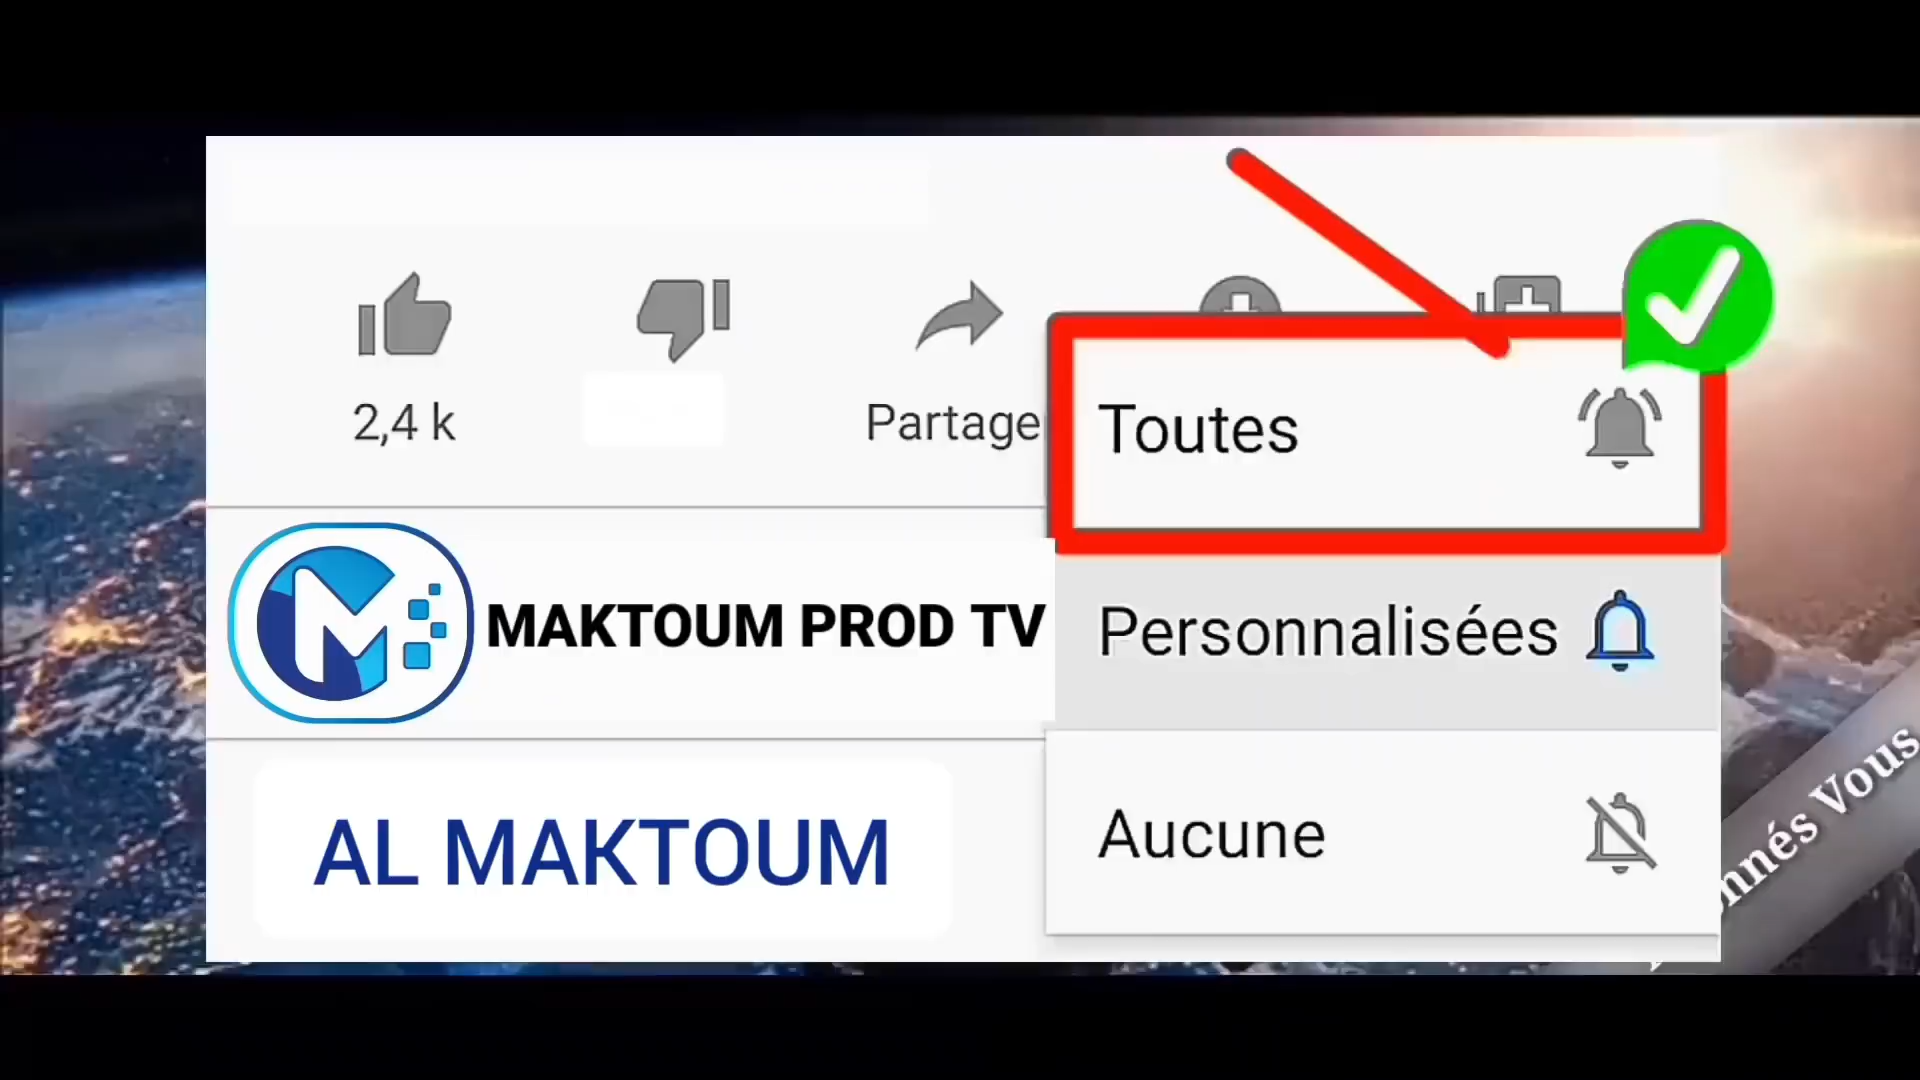 2,4 k
Partage
Toutes
MAKTOUM PROD TV
Personnalisées
AL MAKTOUM
Aucune
Vous